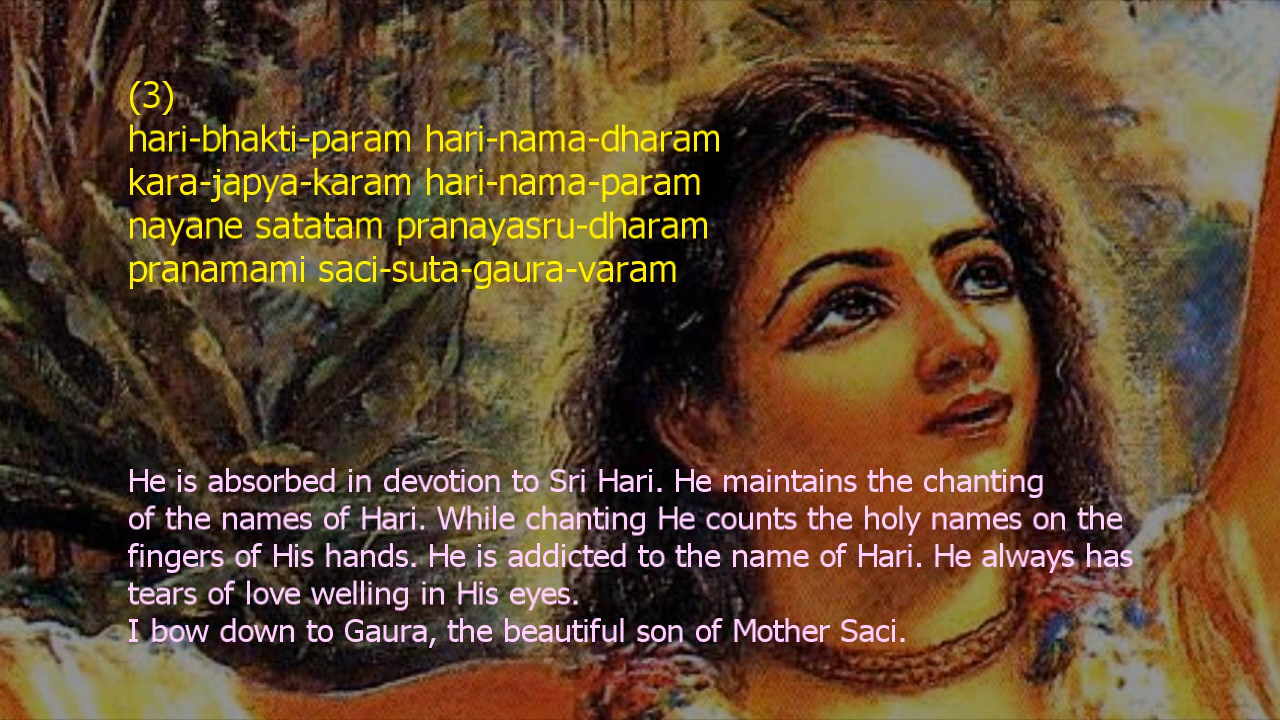 (3)
hari-bhakti-param hari-nama-dharam
kara-japya-karam hari-nama-param
nayane satatam pranayasru-dharam
pranamami saci-suta-gaura-varam
He is absorbed in devotion to Sri Hari. He maintains the chanting
of the names of Hari. While chanting He counts the holy names on the
fingers of His hands. He is addicted to the name of Hari. He always has
tears of love welling in His eyes.
I bow down to Gaura, the beautiful son of Mother Saci.